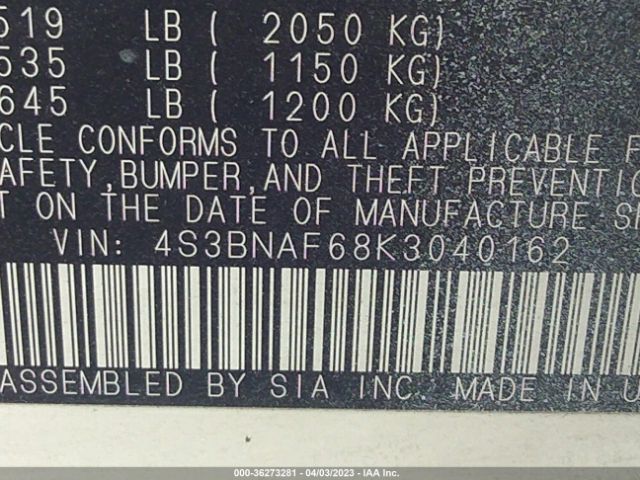 519 LB ( 2050 KG)
535 LB ( 1150 KG)
645 LB ( 1200 KG)
CLE CONFORMS TO ALL APPLICABLE F
AFETY, BUMPER, AND THEFT PREVENTIO
T ON THE DATE OF MANUFACTURE S
VIN: 4S3BNAF68K3040162
ASSEMBLED BY SIA INC. MADE IN U
000-36273281 - 04/03/2023 - IAA Inc.